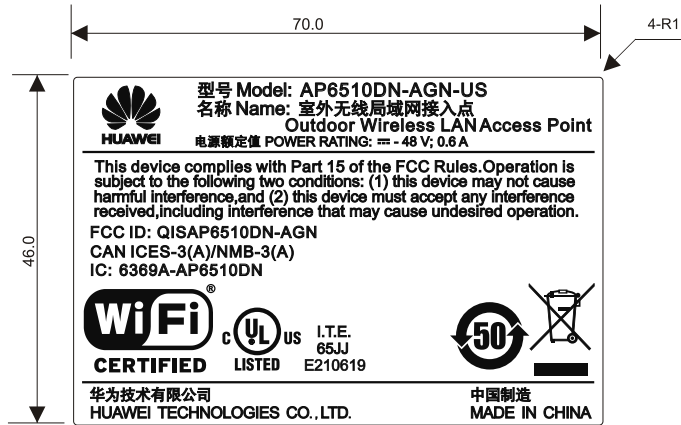 70.0
4-R1
46.0
HUAWEI
型号 Model: AP6510DN-AGN-US
名称 Name: 室外无线局域网接入点
Outdoor Wireless LAN Access Point
电源额定值 POWER RATING: ⎓ - 48 V; 0.6 A
This device complies with Part 15 of the FCC Rules.Operation is
subject to the following two conditions: (1) this device may not cause
harmful interference,and (2) this device must accept any interference
received,including interference that may cause undesired operation.
FCC ID: QISAP6510DN-AGN
CAN ICES-3(A)/NMB-3(A)
IC: 6369A-AP6510DN
Wi Fi ®
CERTIFIED
C UL US
LISTED
I.T.E.
65JJ
E210619
50
华为技术有限公司
HUAWEI TECHNOLOGIES CO.,LTD.
中国制造
MADE IN CHINA